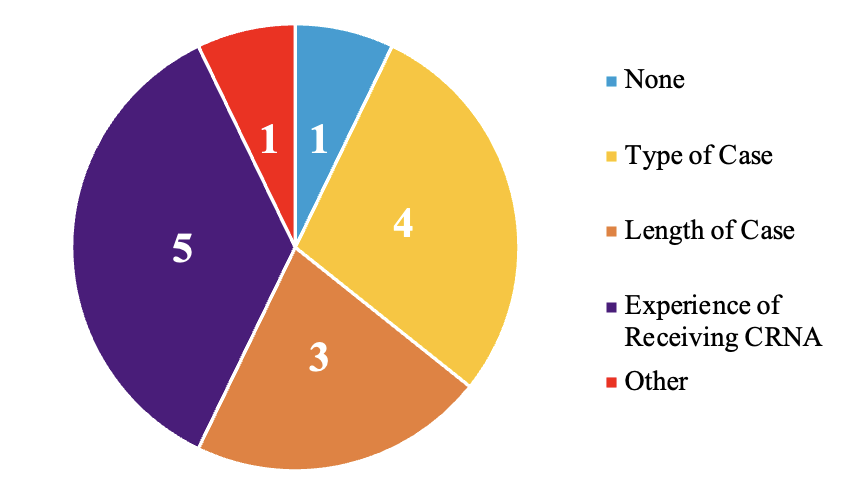 1
1
4
5
3
None
Type of Case
Length of Case
Experience of
Receiving CRNA
Other